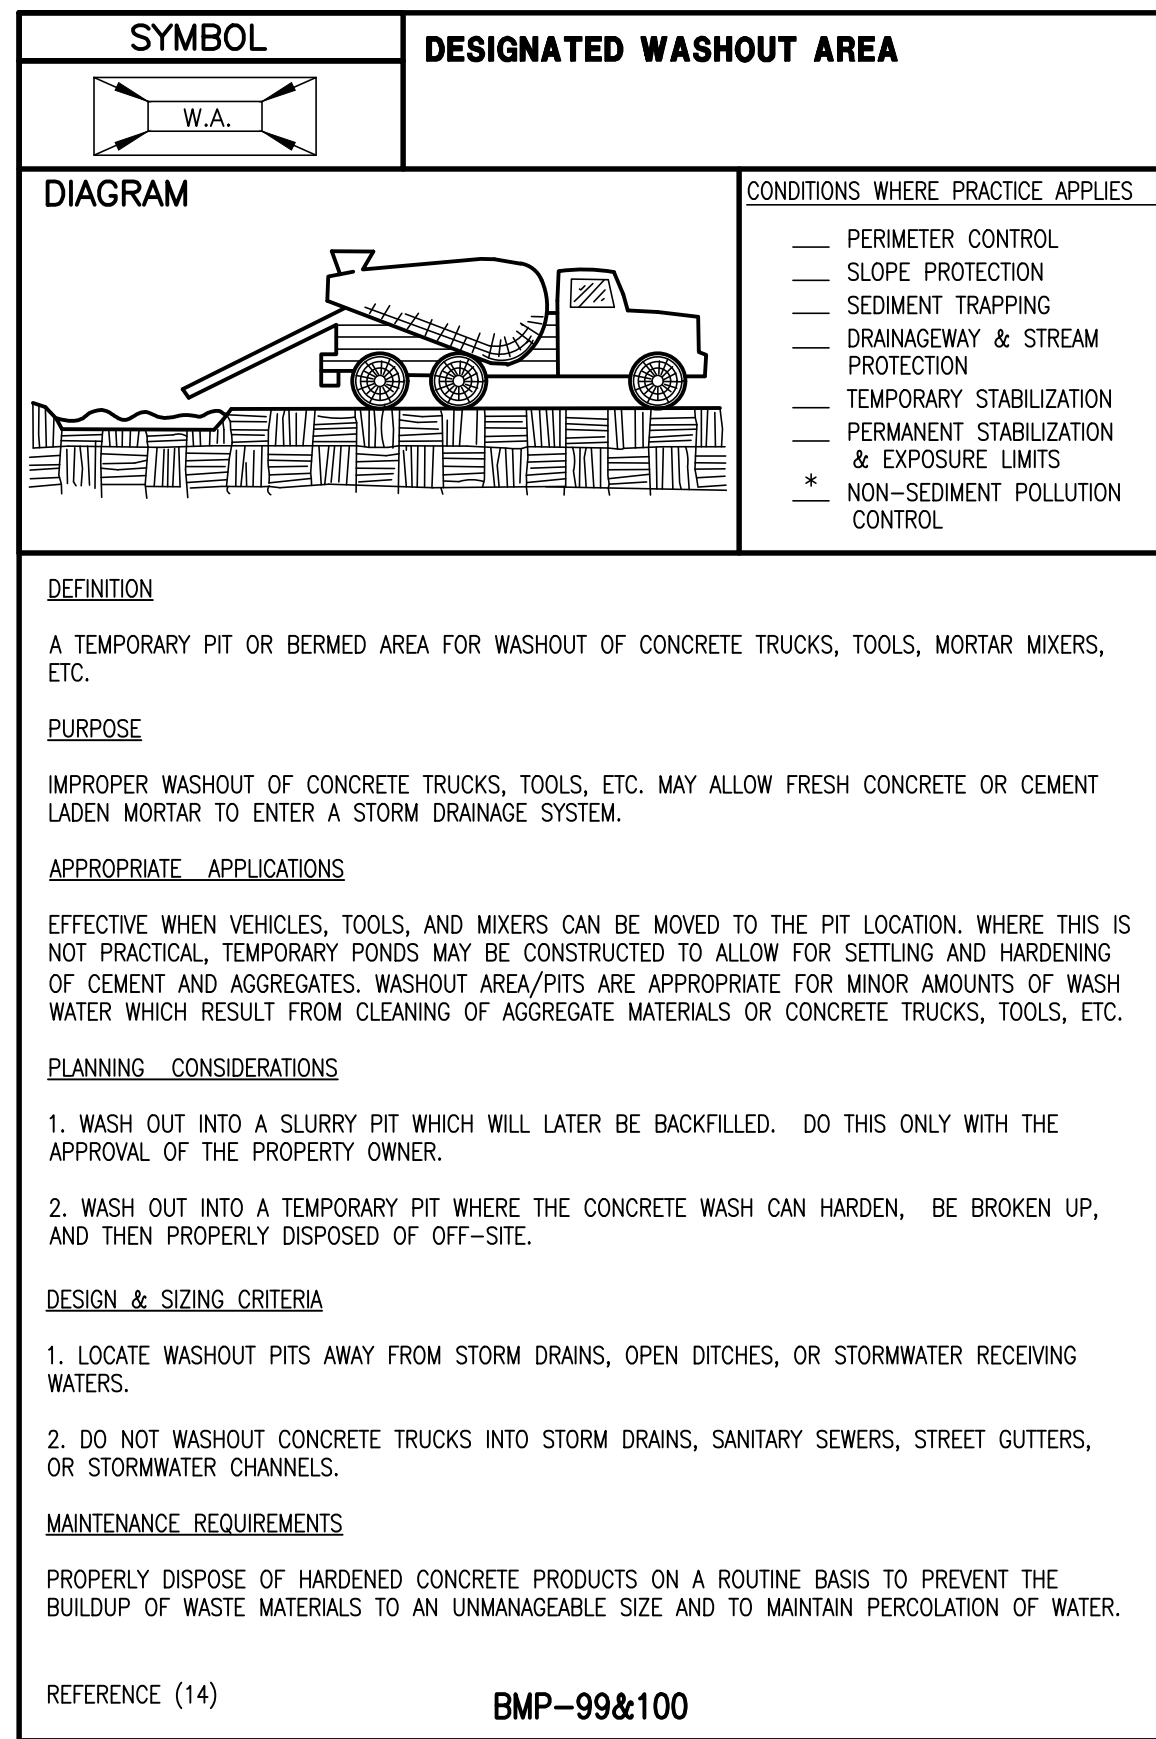 SYMBOL
DESIGNATED WASHOUT AREA
W.A.
DIAGRAM
CONDITIONS WHERE PRACTICE APPLIES
___ PERIMETER CONTROL
___ SLOPE PROTECTION
___ SEDIMENT TRAPPING
___ DRAINAGEWAY & STREAM
PROTECTION
___ TEMPORARY STABILIZATION
___ PERMANENT STABILIZATION
& EXPOSURE LIMITS
_*_ NON-SEDIMENT POLLUTION
CONTROL
DEFINITION
A TEMPORARY PIT OR BERMED AREA FOR WASHOUT OF CONCRETE TRUCKS, TOOLS, MORTAR MIXERS,
ETC.
PURPOSE
IMPROPER WASHOUT OF CONCRETE TRUCKS, TOOLS, ETC. MAY ALLOW FRESH CONCRETE OR CEMENT
LADEN MORTAR TO ENTER A STORM DRAINAGE SYSTEM.
APPROPRIATE APPLICATIONS
EFFECTIVE WHEN VEHICLES, TOOLS, AND MIXERS CAN BE MOVED TO THE PIT LOCATION. WHERE THIS IS
NOT PRACTICAL, TEMPORARY PONDS MAY BE CONSTRUCTED TO ALLOW FOR SETTLING AND HARDENING
OF CEMENT AND AGGREGATES. WASHOUT AREA/PITS ARE APPROPRIATE FOR MINOR AMOUNTS OF WASH
WATER WHICH RESULT FROM CLEANING OF AGGREGATE MATERIALS OR CONCRETE TRUCKS, TOOLS, ETC.
PLANNING CONSIDERATIONS
1. WASH OUT INTO A SLURRY PIT WHICH WILL LATER BE BACKFILLED. DO THIS ONLY WITH THE
APPROVAL OF THE PROPERTY OWNER.
2. WASH OUT INTO A TEMPORARY PIT WHERE THE CONCRETE WASH CAN HARDEN, BE BROKEN UP,
AND THEN PROPERLY DISPOSED OF OFF-SITE.
DESIGN & SIZING CRITERIA
1. LOCATE WASHOUT PITS AWAY FROM STORM DRAINS, OPEN DITCHES, OR STORMWATER RECEIVING
WATERS.
2. DO NOT WASHOUT CONCRETE TRUCKS INTO STORM DRAINS, SANITARY SEWERS, STREET GUTTERS,
OR STORMWATER CHANNELS.
MAINTENANCE REQUIREMENTS
PROPERLY DISPOSE OF HARDENED CONCRETE PRODUCTS ON A ROUTINE BASIS TO PREVENT THE
BUILDUP OF WASTE MATERIALS TO AN UNMANAGEABLE SIZE AND TO MAINTAIN PERCOLATION OF WATER.
REFERENCE (14)
BMP-99&100